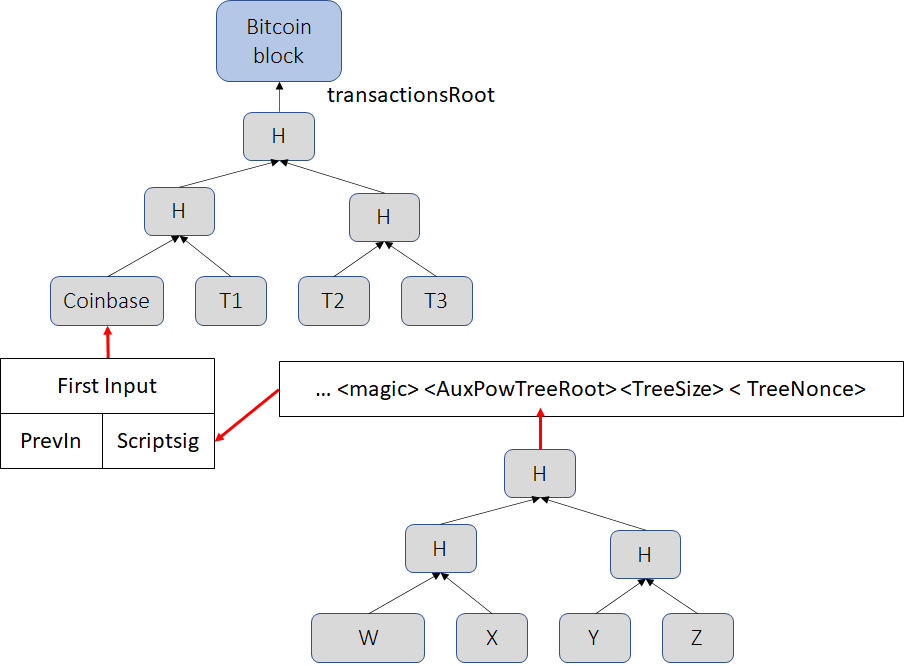 Bitcoin
block
transactionsRoot
H
H
H
Coinbase
T1
T2
T3
First Input
PrevIn
Scriptsig
... <magic> <AuxPowTreeRoot><TreeSize> < TreeNonce>
H
H
H
W
X
Y
Z